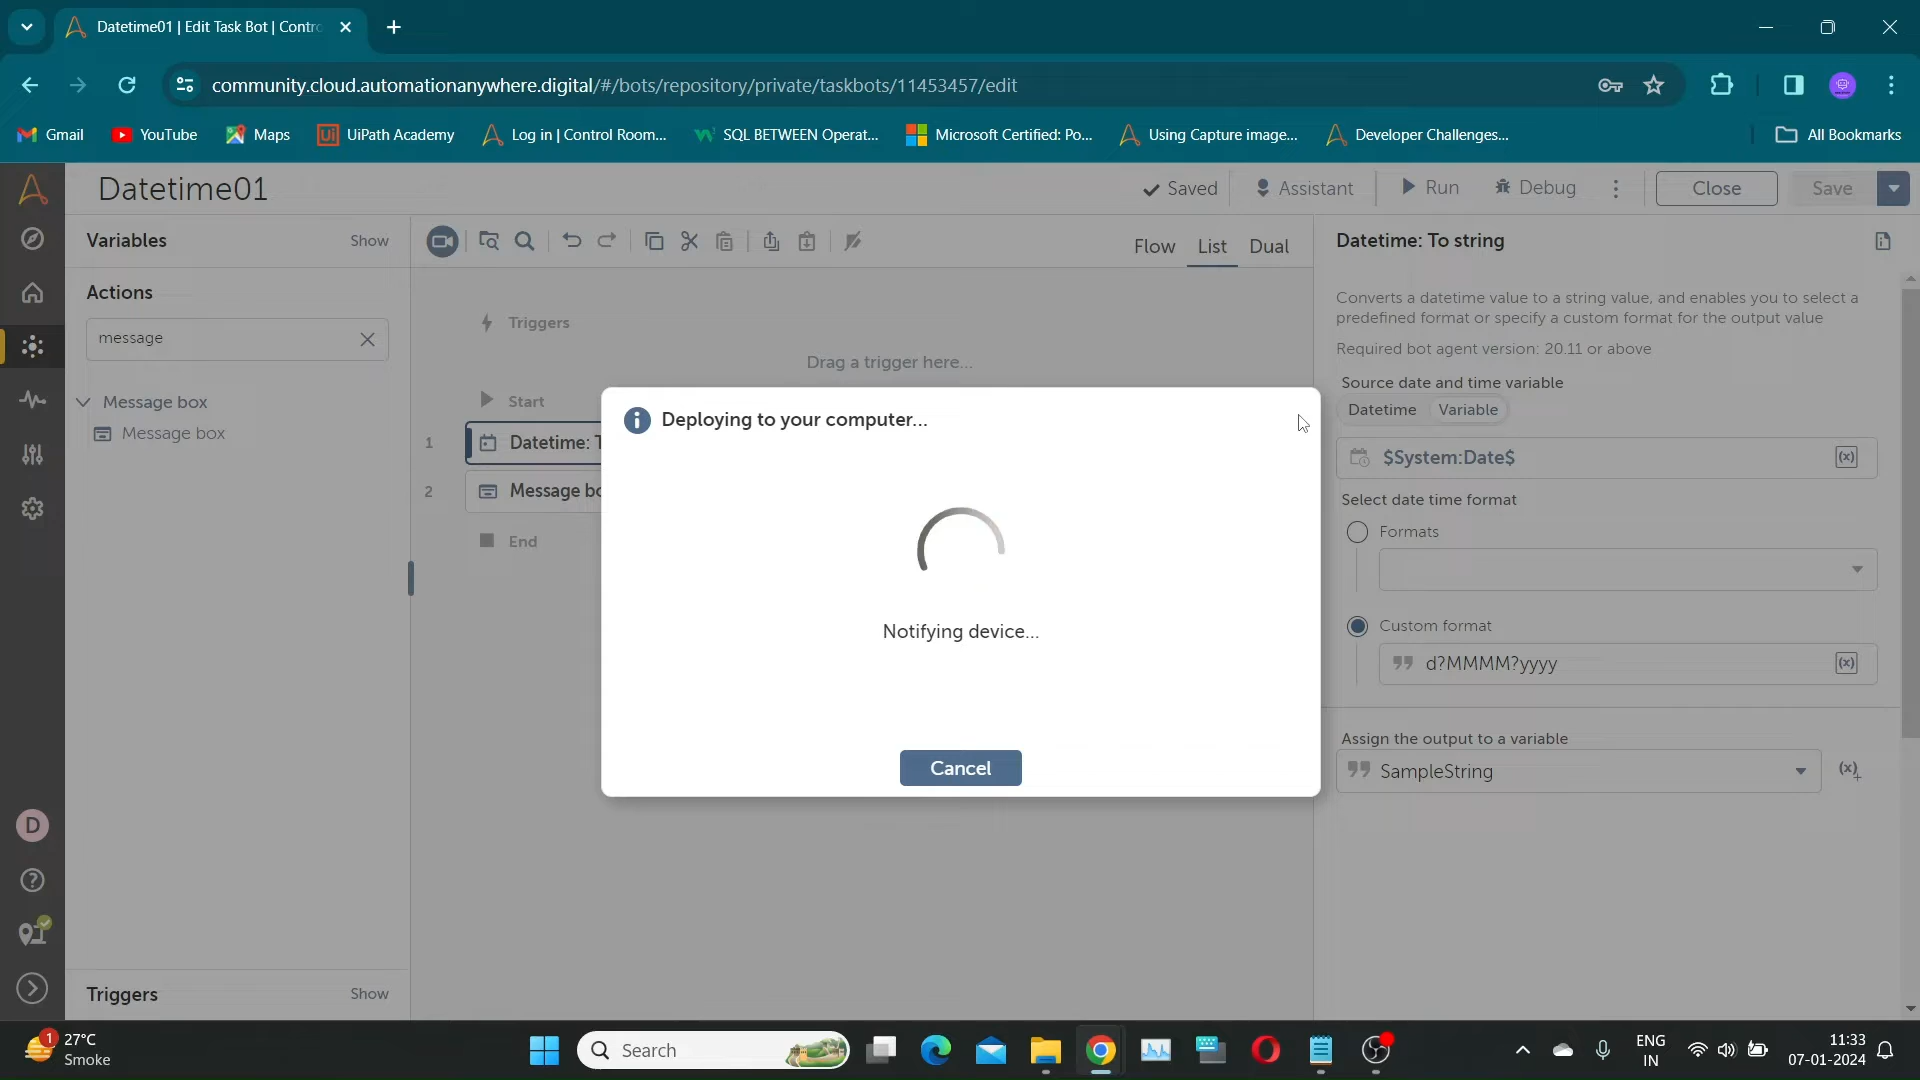 Datetime01 | Edit Task Bot | Contro
community.cloud.automationanywhere.digital/#/bots/repository/private/taskbots/11453457/edit
Gmail
YouTube
Maps
UiPath Academy
Log in | Control Room...
SQL BETWEEN Operat...
Microsoft Certified: Po...
Using Capture image...
Developer Challenges...
All Bookmarks
Datetime01
Saved
Assistant
Run
Debug
Close
Save
Variables
Show
Flow
List
Dual
Datetime: To string
Actions
message
Message box
Message box
Triggers
Drag a trigger here...
Start
1
Datetime: T
2
Message bo
End
Converts a datetime value to a string value, and enables you to select a
predefined format or specify a custom format for the output value
Required bot agent version: 20.11 or above
Source date and time variable
Datetime
Variable
$System:Date$
(x)
Select date time format
Formats
Custom format
d?MMMM?yyyy
(x)
Assign the output to a variable
SampleString
(x)+
Deploying to your computer...
Notifying device...
Cancel
D
Triggers
Show
1
27°C
Smoke
Search
ENG
IN
11:33
07-01-2024